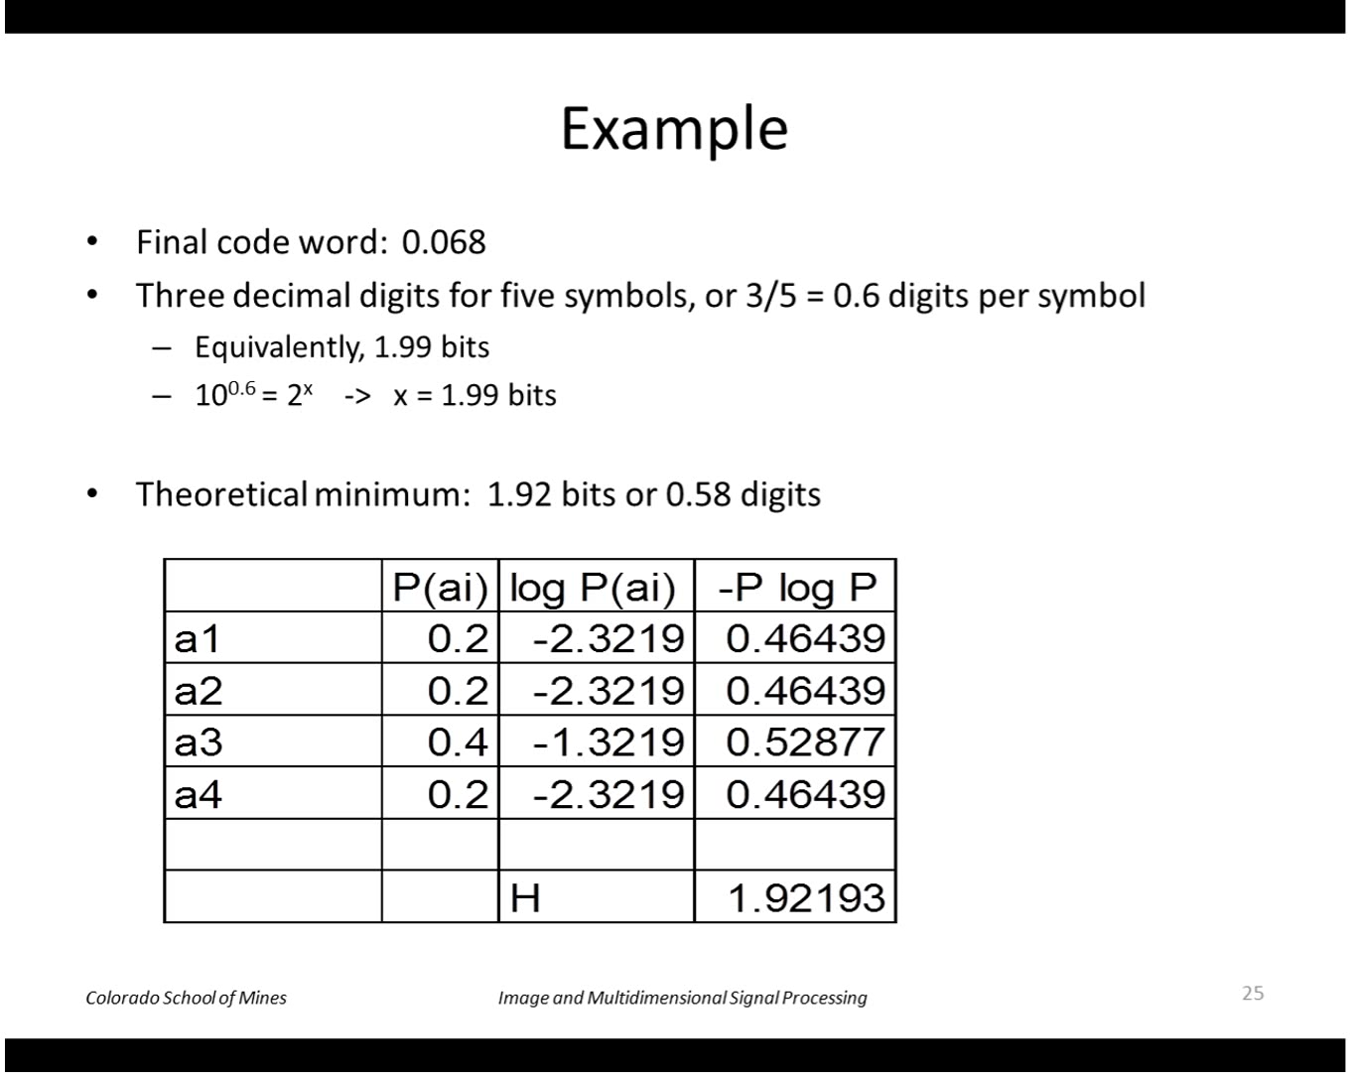 Example
• Final code word: 0.068
• Three decimal digits for five symbols, or 3/5 = 0.6 digits per symbol
– Equivalently, 1.99 bits
– 10^0.6 = 2^x -> x = 1.99 bits
• Theoretical minimum: 1.92 bits or 0.58 digits
P(ai) log P(ai) -P log P
a1 0.2 -2.3219 0.46439
a2 0.2 -2.3219 0.46439
a3 0.4 -1.3219 0.52877
a4 0.2 -2.3219 0.46439
H 1.92193
Colorado School of Mines Image and Multidimensional Signal Processing 25